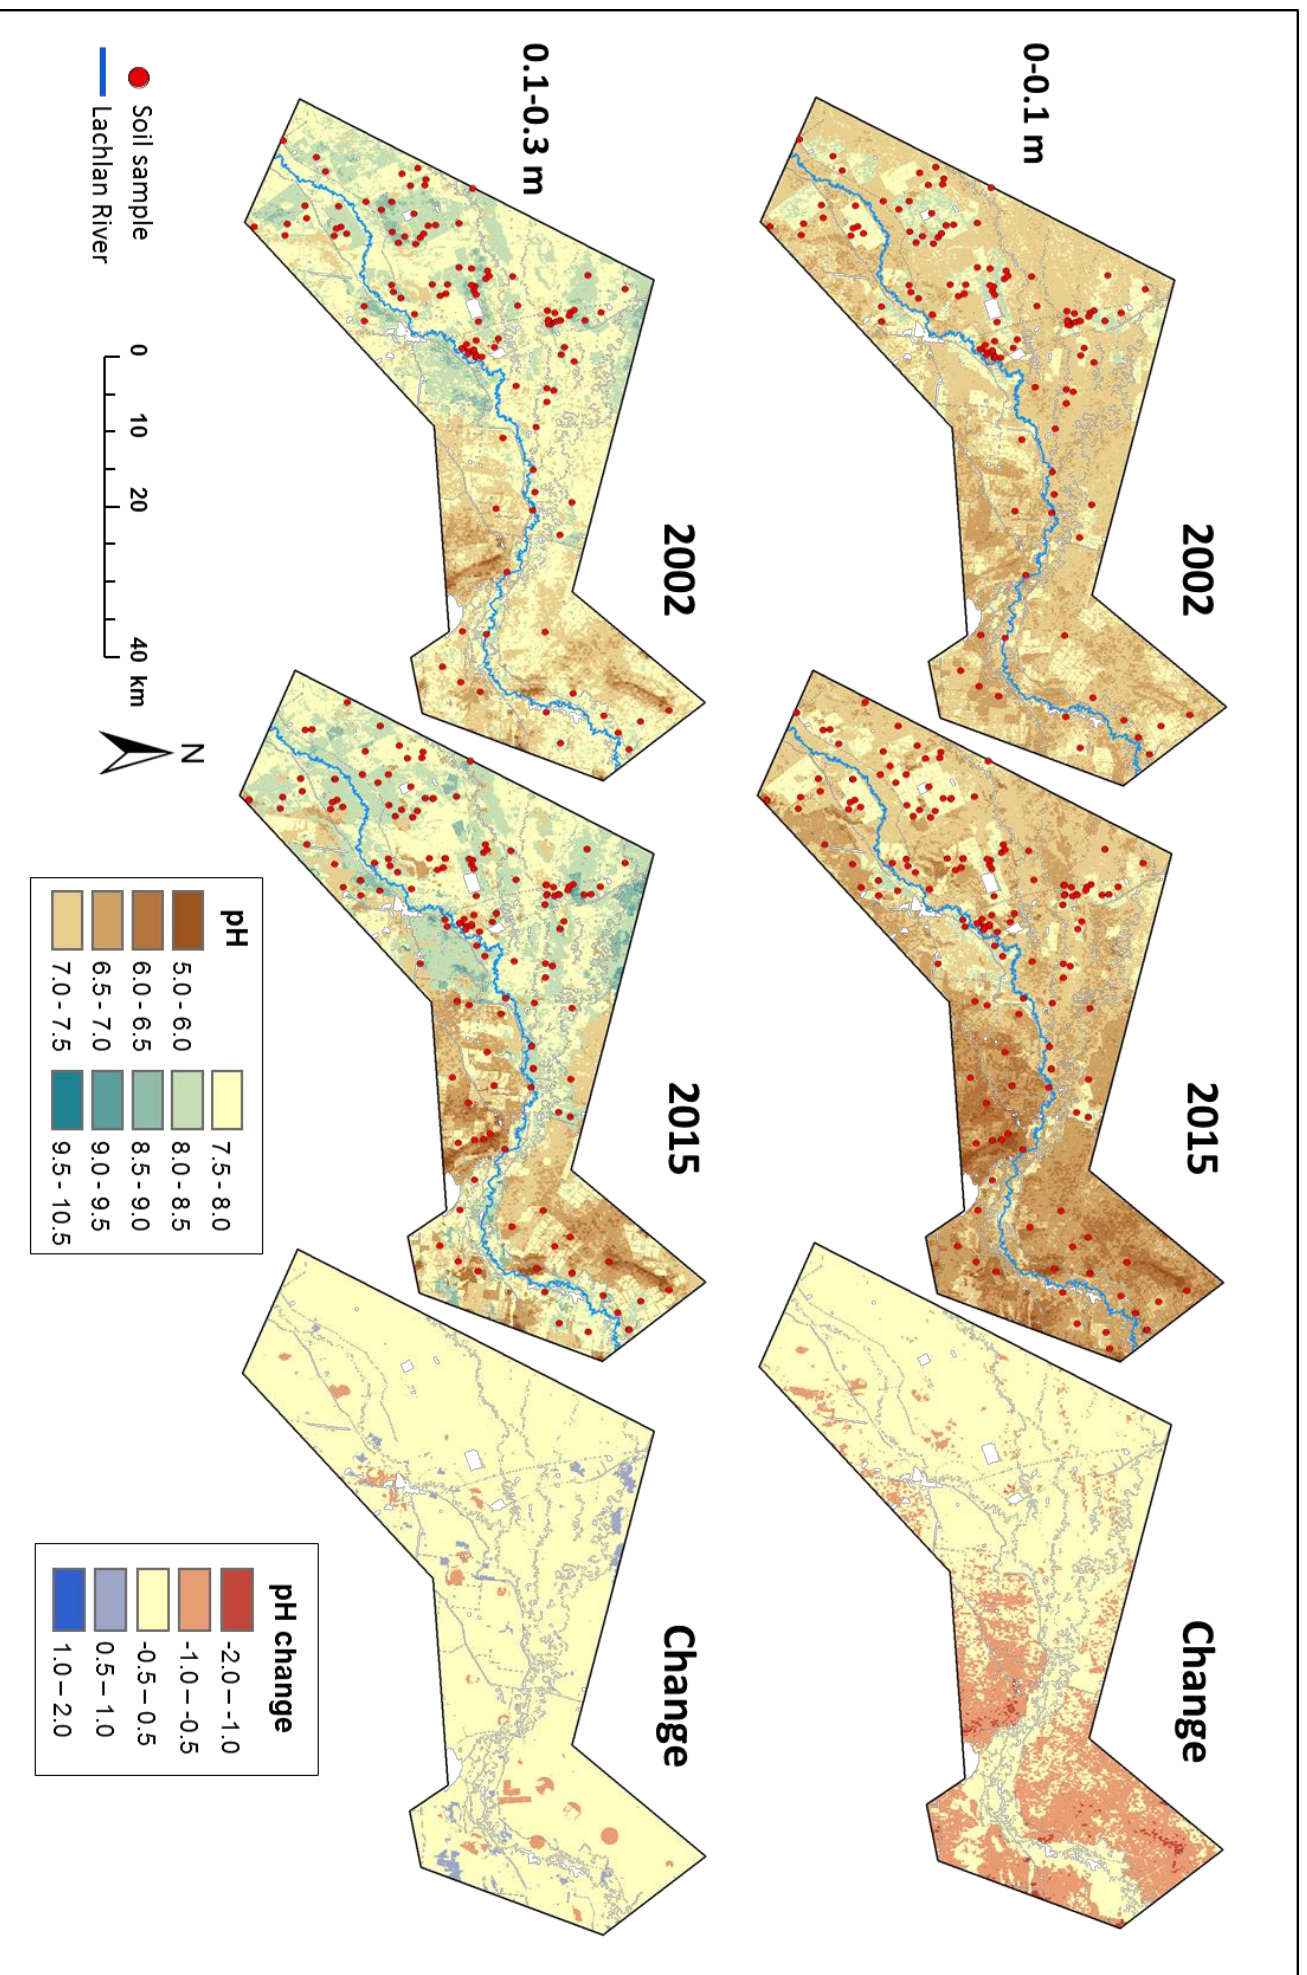 2002
2015
Change
0-0.1 m
2002
2015
Change
0.1-0.3 m
Soil sample
Lachlan River
0 10 20 40 km
N
pH
5.0 - 6.0
6.0 - 6.5
6.5 - 7.0
7.0 - 7.5
7.5 - 8.0
8.0 - 8.5
8.5 - 9.0
9.0 - 9.5
9.5 - 10.5
pH change
-2.0 – -1.0
-1.0 – -0.5
-0.5 – 0.5
0.5 – 1.0
1.0 – 2.0